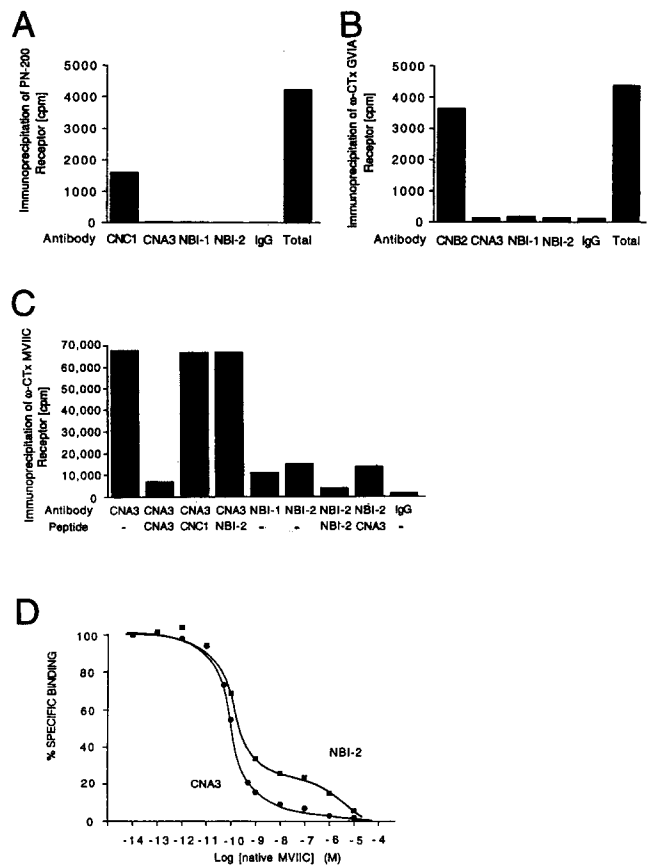 A
Immunoprecipitation of PN-200
Receptor [cpm]
5000
4000
3000
2000
1000
0
Antibody CNC1 CNA3 NBI-1 NBI-2 IgG Total
B
Immunoprecipitation of ω-CTx GVIA
Receptor [cpm]
5000
4000
3000
2000
1000
0
Antibody CNB2 CNA3 NBI-1 NBI-2 IgG Total
C
Immunoprecipitation of ω-CTx MVIIC
Receptor [cpm]
70,000
60,000
50,000
40,000
30,000
20,000
10,000
0
Antibody CNA3 CNA3 CNA3 CNA3 NBI-1 NBI-2 NBI-2 NBI-2 IgG
Peptide - CNA3 CNC1 NBI-2 - - NBI-2 CNA3 -
D
% SPECIFIC BINDING
100
80
60
40
20
0
NBI-2
CNA3
-14 -13 -12 -11 -10 -9 -8 -7 -6 -5 -4
Log [native MVIIC] (M)